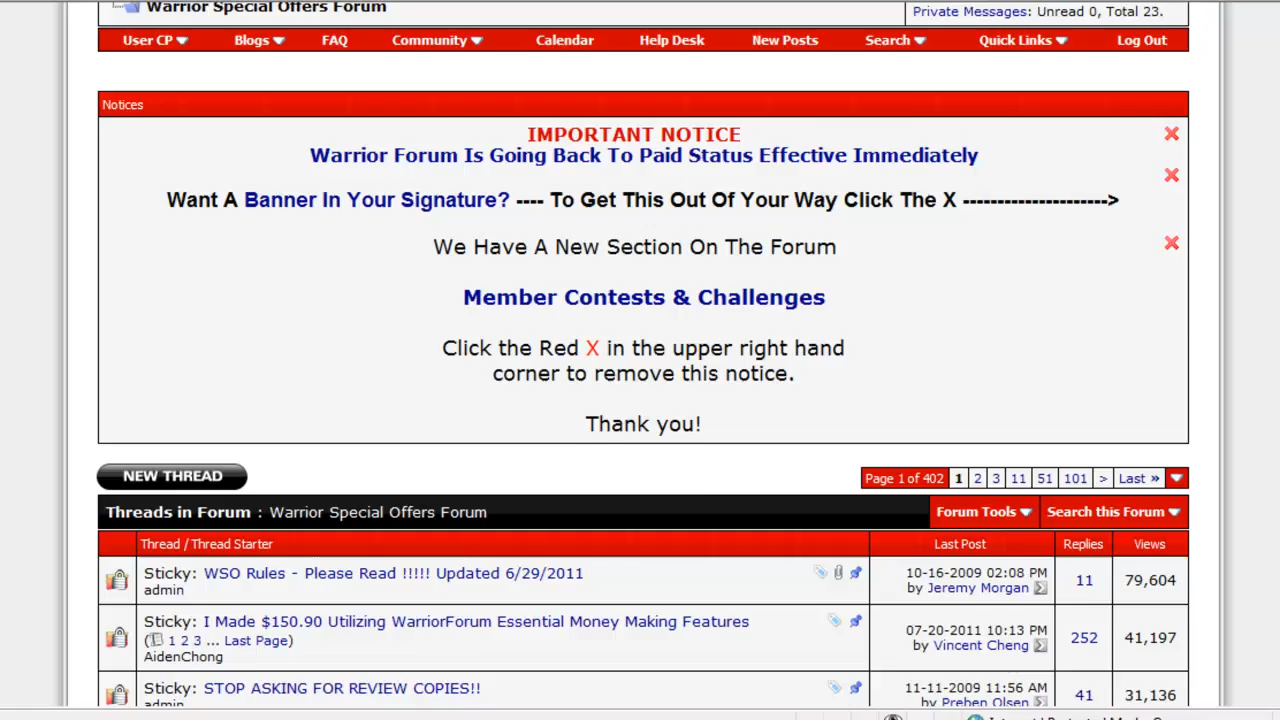 Warrior Special Offers Forum
Private Messages: Unread 0, Total 23.
User CP Blogs FAQ Community Calendar Help Desk New Posts Search Quick Links Log Out
Notices
IMPORTANT NOTICE
Warrior Forum Is Going Back To Paid Status Effective Immediately
Want A Banner In Your Signature? ---- To Get This Out Of Your Way Click The X --------------------->
We Have A New Section On The Forum
Member Contests & Challenges
Click the Red X in the upper right hand
corner to remove this notice.
Thank you!
NEW THREAD
Page 1 of 402 1 2 3 11 51 101 > Last »
Threads in Forum : Warrior Special Offers Forum
Forum Tools Search this Forum
Thread / Thread Starter Last Post Replies Views
Sticky: WSO Rules - Please Read !!!!! Updated 6/29/2011
admin
10-16-2009 02:08 PM
by Jeremy Morgan
11 79,604
Sticky: I Made $150.90 Utilizing WarriorForum Essential Money Making Features
( 1 2 3 ... Last Page)
AidenChong
07-20-2011 10:13 PM
by Vincent Cheng
252 41,197
Sticky: STOP ASKING FOR REVIEW COPIES!!
admin
11-11-2009 11:56 AM
by Preben Olsen
41 31,136